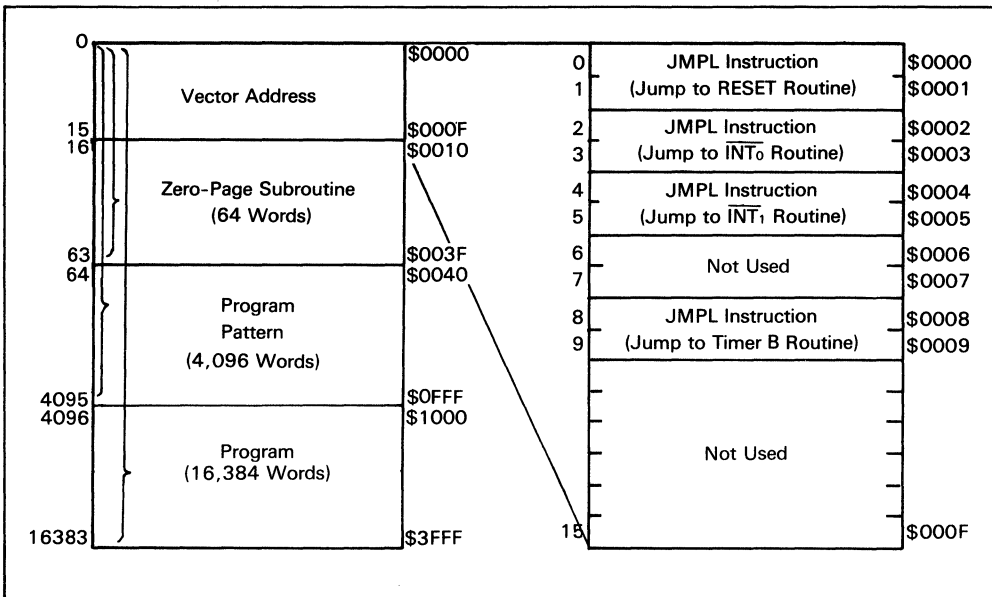 0
$0000
Vector Address
15
$000F
16
$0010
Zero-Page Subroutine
(64 Words)
63
$003F
64
$0040
Program
Pattern
(4,096 Words)
4095
$0FFF
4096
$1000
Program
(16,384 Words)
16383
$3FFF
0
JMPL Instruction
$0000
1
(Jump to RESET Routine)
$0001
2
JMPL Instruction
$0002
3
(Jump to INT₀ Routine)
$0003
4
JMPL Instruction
$0004
5
(Jump to INT₁ Routine)
$0005
6
Not Used
$0006
7
$0007
8
JMPL Instruction
$0008
9
(Jump to Timer B Routine)
$0009
Not Used
15
$000F